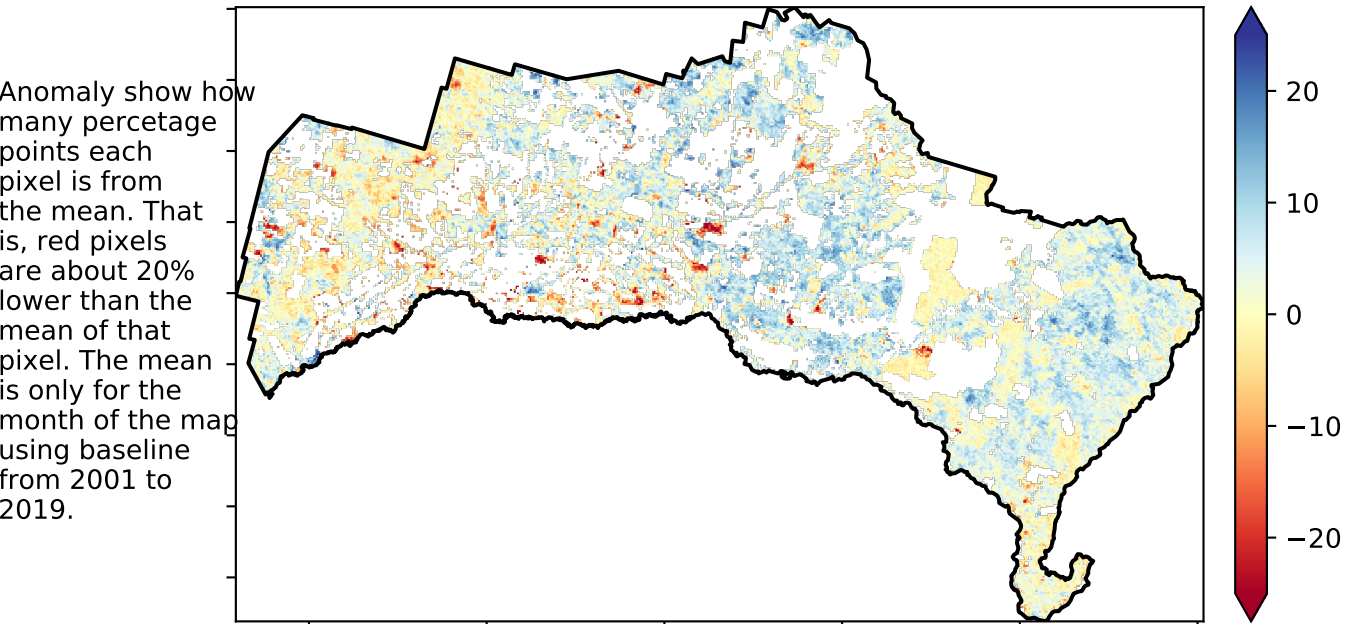 Anomaly show how
many percetage
points each
pixel is from
the mean. That
is, red pixels
are about 20%
lower than the
mean of that
pixel. The mean
is only for the
month of the map
using baseline
from 2001 to
2019.
20
10
0
−10
−20